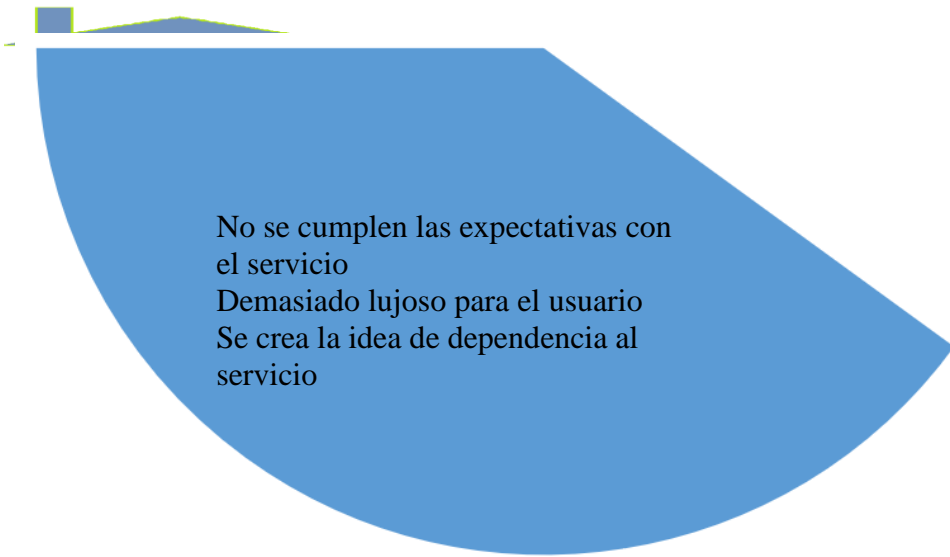 No se cumplen las expectativas con
el servicio
Demasiado lujoso para el usuario
Se crea la idea de dependencia al
servicio